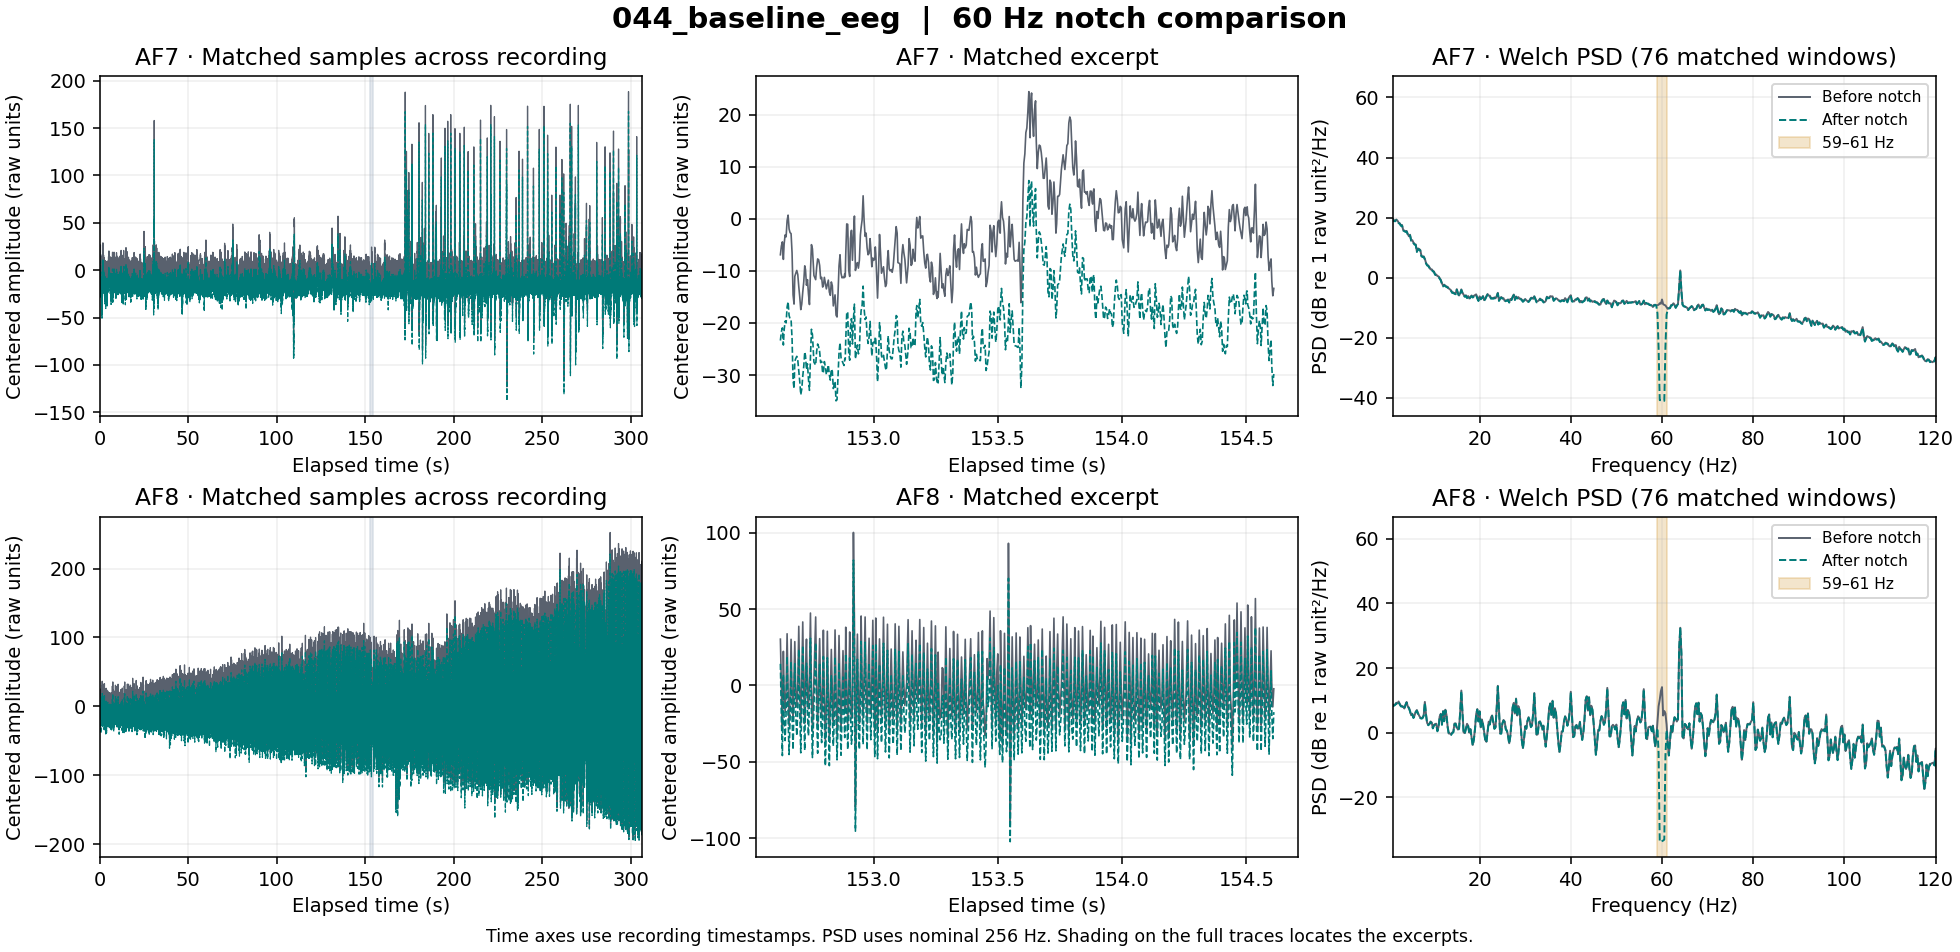 044_baseline_eeg  |  60 Hz notch comparison
AF7 · Matched samples across recording
Centered amplitude (raw units)
200
150
100
50
0
−50
−100
−150
0 50 100 150 200 250 300
Elapsed time (s)
AF7 · Matched excerpt
Centered amplitude (raw units)
20
10
0
−10
−20
−30
153.0 153.5 154.0 154.5
Elapsed time (s)
AF7 · Welch PSD (76 matched windows)
PSD (dB re 1 raw unit²/Hz)
60
40
20
0
−20
−40
Before notch
After notch
59–61 Hz
20 40 60 80 100 120
Frequency (Hz)
AF8 · Matched samples across recording
Centered amplitude (raw units)
200
100
0
−100
−200
0 50 100 150 200 250 300
Elapsed time (s)
AF8 · Matched excerpt
Centered amplitude (raw units)
100
50
0
−50
−100
153.0 153.5 154.0 154.5
Elapsed time (s)
AF8 · Welch PSD (76 matched windows)
PSD (dB re 1 raw unit²/Hz)
60
40
20
0
−20
Before notch
After notch
59–61 Hz
20 40 60 80 100 120
Frequency (Hz)
Time axes use recording timestamps. PSD uses nominal 256 Hz. Shading on the full traces locates the excerpts.